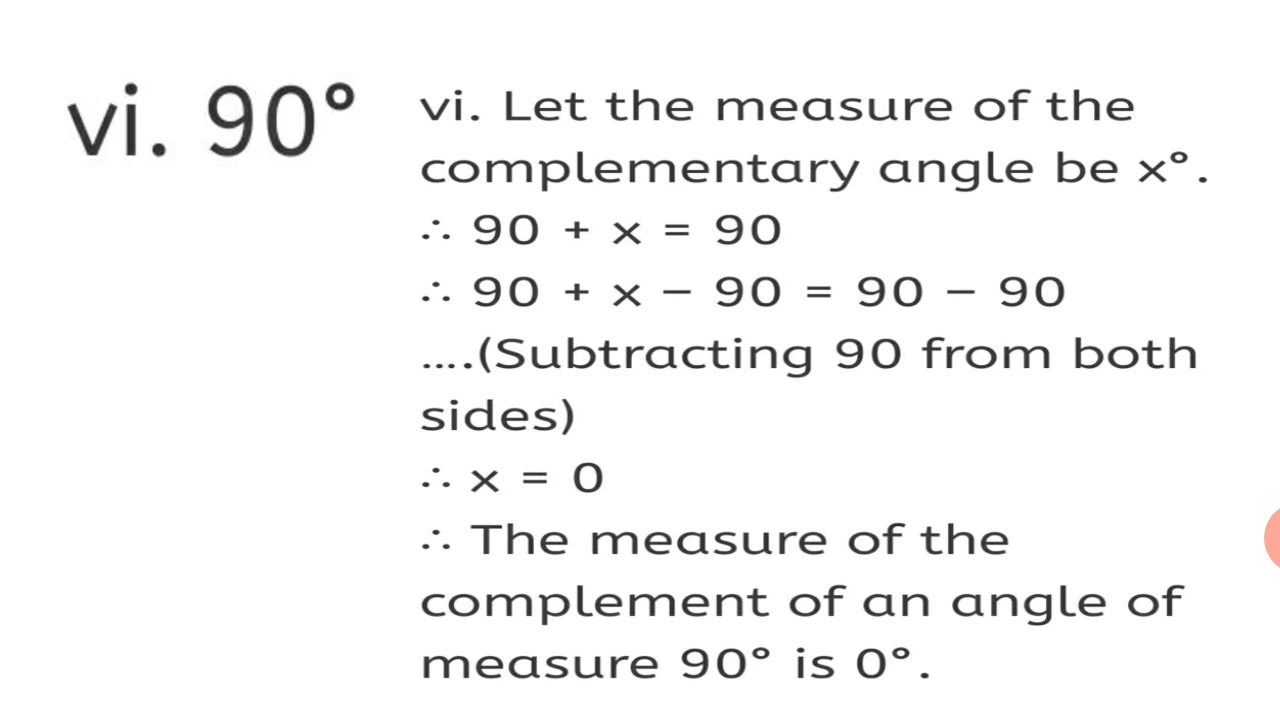 vi. 90°
vi. Let the measure of the
complementary angle be x°.
∴ 90 + x = 90
∴ 90 + x − 90 = 90 − 90
….(Subtracting 90 from both
sides)
∴ x = 0
∴ The measure of the
complement of an angle of
measure 90° is 0°.